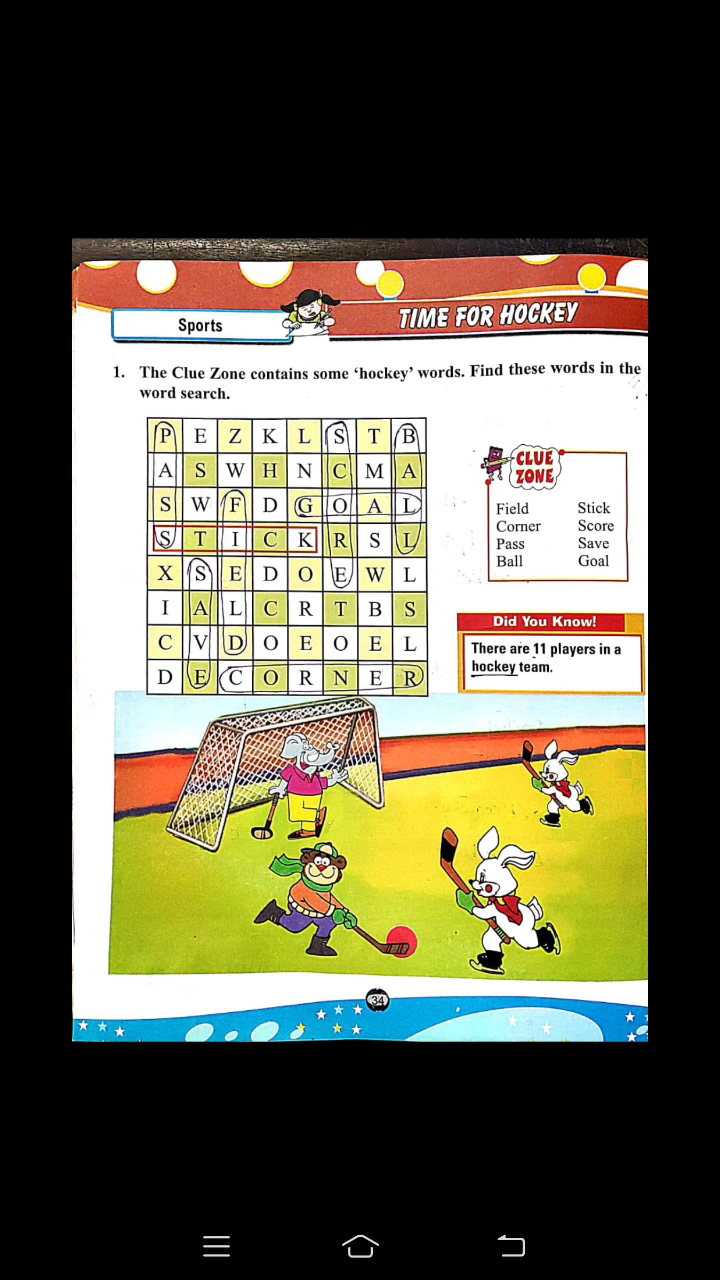 Sports
TIME FOR HOCKEY
1. The Clue Zone contains some ‘hockey’ words. Find these words in the
word search.
P E Z K L S T B
A S W H N C M A
S W F D G O A L
S T I C K R S L
X S E D O E W L
I A L C R T B S
C V D O E O E L
D E C O R N E R
CLUE
ZONE
Field Stick
Corner Score
Pass Save
Ball Goal
Did You Know!
There are 11 players in a
hockey team.
34